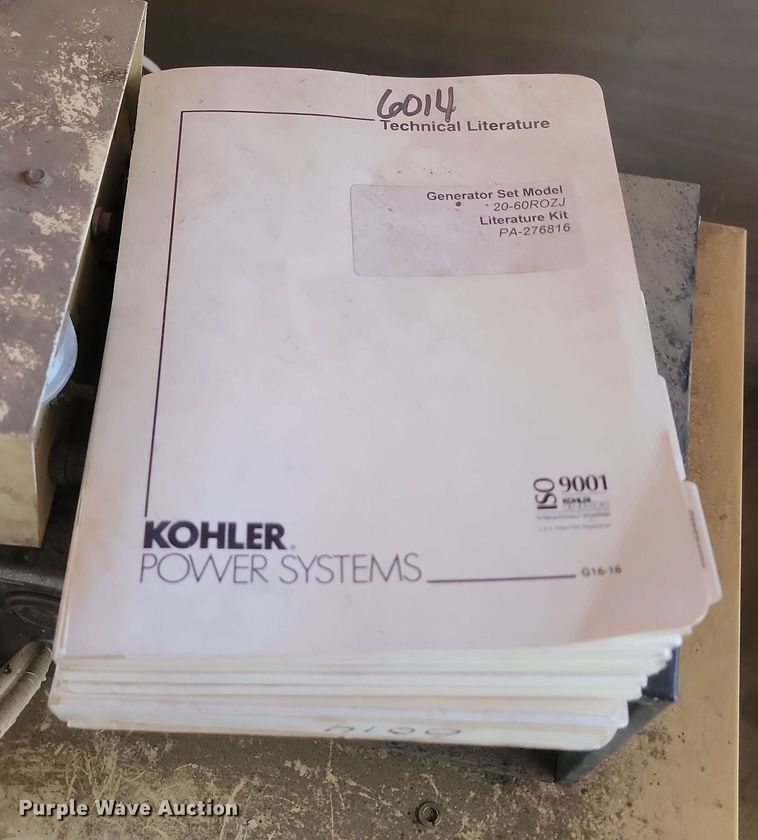 6014
Technical Literature
Generator Set Model
20-60ROZJ
Literature Kit
PA-276816
ISO 9001
KOHLER
KOHLER®
POWER SYSTEMS
G16-16
Purple Wave Auction